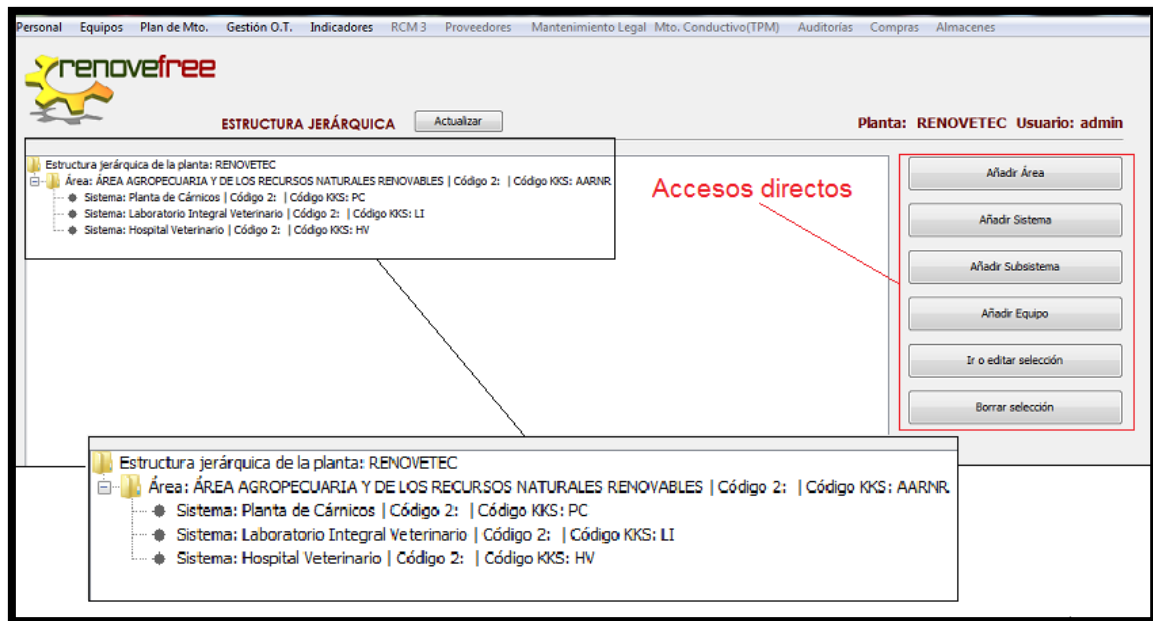 Personal Equipos Plan de Mto. Gestión O.T. Indicadores RCM 3 Proveedores Mantenimiento Legal Mto. Conductivo(TPM) Auditorías Compras Almacenes
renovefree
ESTRUCTURA JERÁRQUICA Actualizar Planta: RENOVETEC Usuario: admin
Estructura jerárquica de la planta: RENOVETEC
Área: ÁREA AGROPECUARIA Y DE LOS RECURSOS NATURALES RENOVABLES | Código 2: | Código KKS: AARNR
Sistema: Planta de Cárnicos | Código 2: | Código KKS: PC
Sistema: Laboratorio Integral Veterinario | Código 2: | Código KKS: LI
Sistema: Hospital Veterinario | Código 2: | Código KKS: HV
Accesos directos
Añadir Área
Añadir Sistema
Añadir Subsistema
Añadir Equipo
Ir o editar selección
Borrar selección
Estructura jerárquica de la planta: RENOVETEC
Área: ÁREA AGROPECUARIA Y DE LOS RECURSOS NATURALES RENOVABLES | Código 2: | Código KKS: AARNR
Sistema: Planta de Cárnicos | Código 2: | Código KKS: PC
Sistema: Laboratorio Integral Veterinario | Código 2: | Código KKS: LI
Sistema: Hospital Veterinario | Código 2: | Código KKS: HV